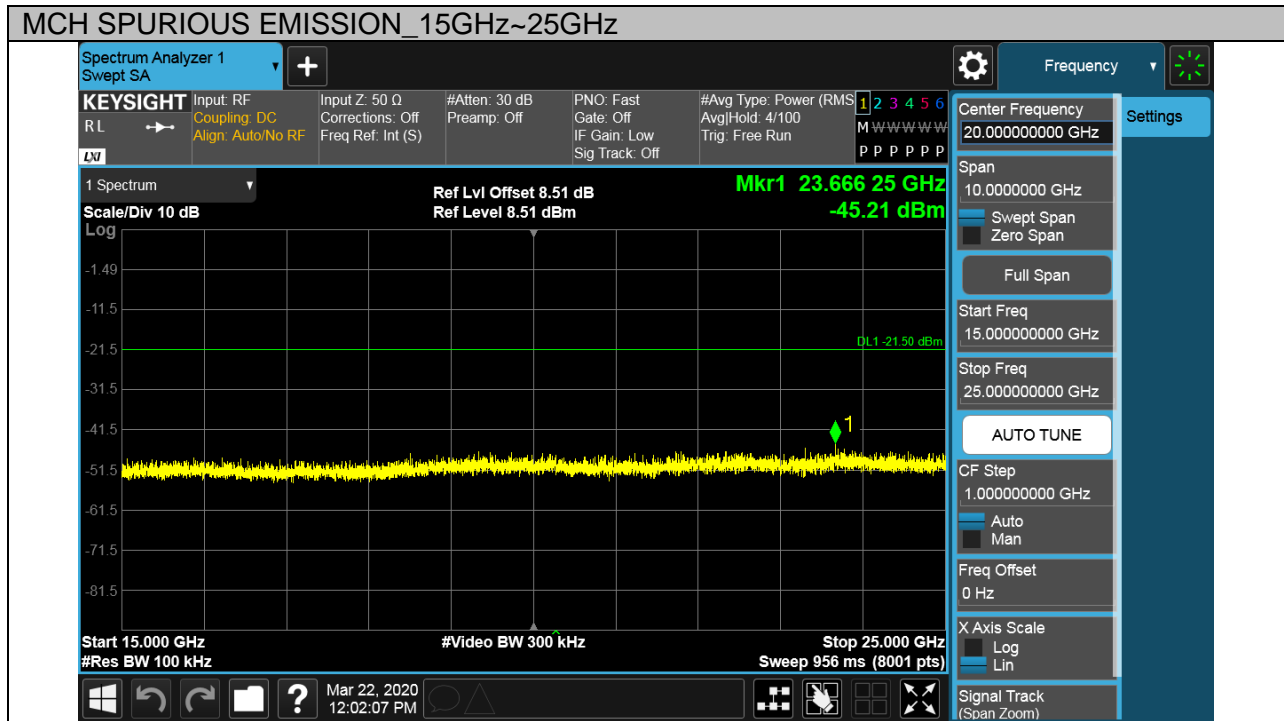 MCH SPURIOUS EMISSION_15GHz~25GHz
Spectrum Analyzer 1
Swept SA
Frequency
KEYSIGHT
R L
LXI
Input: RF
Coupling: DC
Align: Auto/No RF
Input Z: 50 Ω
Corrections: Off
Freq Ref: Int (S)
#Atten: 30 dB
Preamp: Off
PNO: Fast
Gate: Off
IF Gain: Low
Sig Track: Off
#Avg Type: Power (RMS
Avg|Hold: 4/100
Trig: Free Run
1 2 3 4 5 6
M W W W W W
P P P P P P
1 Spectrum
Scale/Div 10 dB
Log
Ref Lvl Offset 8.51 dB
Ref Level 8.51 dBm
Mkr1 23.666 25 GHz
-45.21 dBm
-1.49
-11.5
-21.5
DL1 -21.50 dBm
-31.5
-41.5
1
-51.5
-61.5
-71.5
-81.5
Start 15.000 GHz
#Res BW 100 kHz
#Video BW 300 kHz
Stop 25.000 GHz
Sweep 956 ms (8001 pts)
Center Frequency
20.000000000 GHz
Settings
Span
10.0000000 GHz
Swept Span
Zero Span
Full Span
Start Freq
15.000000000 GHz
Stop Freq
25.000000000 GHz
AUTO TUNE
CF Step
1.000000000 GHz
Auto
Man
Freq Offset
0 Hz
X Axis Scale
Log
Lin
Signal Track
(Span Zoom)
?
Mar 22, 2020
12:02:07 PM